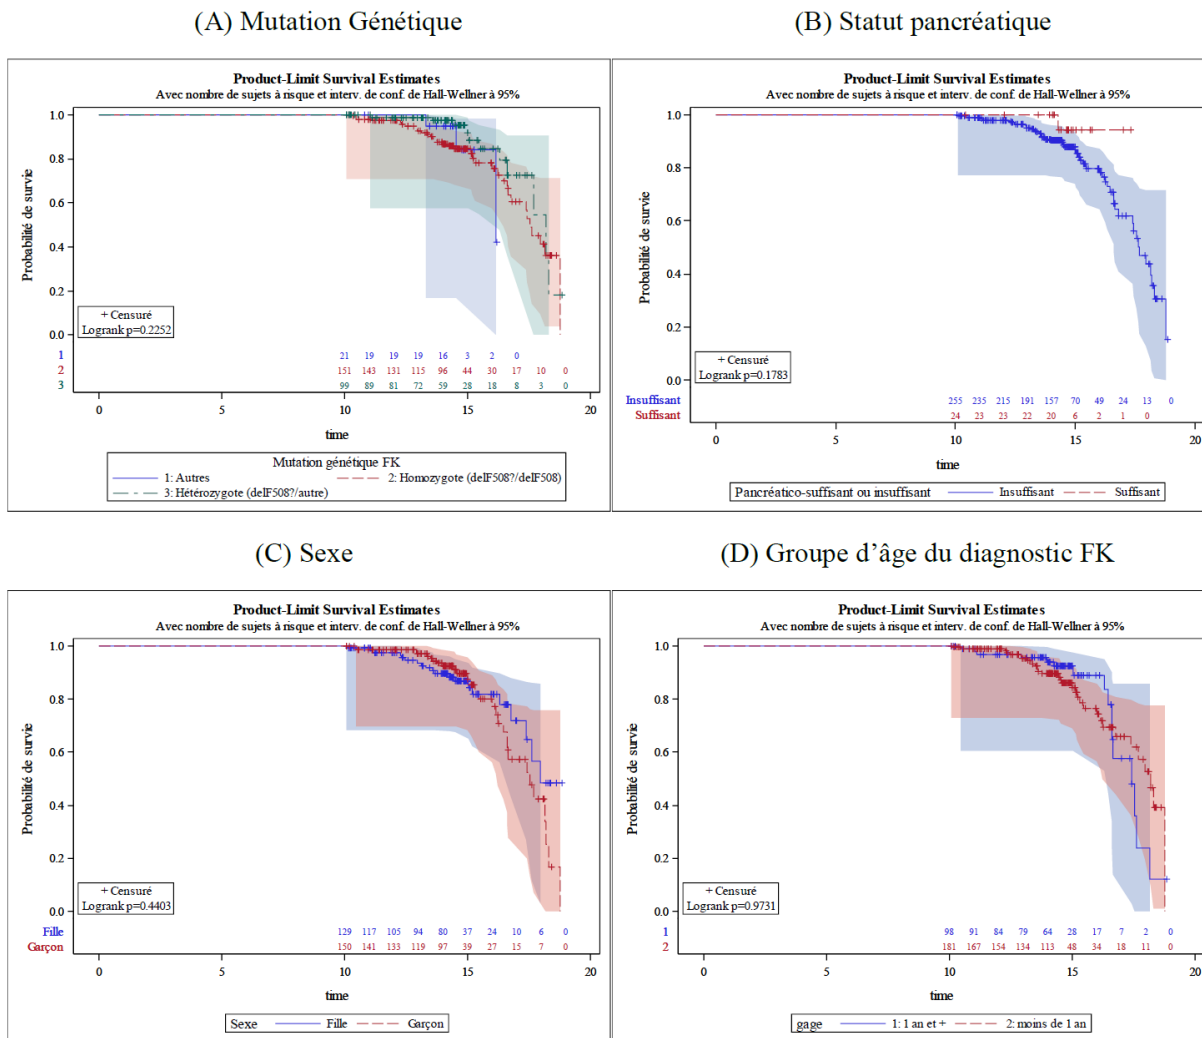 (A) Mutation Génétique
Product-Limit Survival Estimates
Avec nombre de sujets à risque et interv. de conf. de Hall-Wellner à 95%
Probabilité de survie
1.0
0.8
0.6
0.4
0.2
0.0
+ Censuré
Logrank p=0.2252
1 21 19 19 19 16 3 2 0
2 151 143 131 115 96 44 30 17 10 0
3 99 89 81 72 59 28 18 8 3 0
0 5 10 15 20
time
Mutation génétique FK
1: Autres 2: Homozygote (delF508?/delF508)
3: Hétérozygote (delF508?/autre)
(B) Statut pancréatique
Product-Limit Survival Estimates
Avec nombre de sujets à risque et interv. de conf. de Hall-Wellner à 95%
Probabilité de survie
1.0
0.8
0.6
0.4
0.2
0.0
+ Censuré
Logrank p=0.1783
Insuffisant 255 235 215 191 157 70 49 24 13 0
Suffisant 24 23 23 22 20 6 2 1 0
0 5 10 15 20
time
Pancréatico-suffisant ou insuffisant Insuffisant Suffisant
(C) Sexe
Product-Limit Survival Estimates
Avec nombre de sujets à risque et interv. de conf. de Hall-Wellner à 95%
Probabilité de survie
1.0
0.8
0.6
0.4
0.2
0.0
+ Censuré
Logrank p=0.4403
Fille 129 117 105 94 80 37 24 10 6 0
Garçon 150 141 133 119 97 39 27 15 7 0
0 5 10 15 20
time
Sexe Fille Garçon
(D) Groupe d’âge du diagnostic FK
Product-Limit Survival Estimates
Avec nombre de sujets à risque et interv. de conf. de Hall-Wellner à 95%
Probabilité de survie
1.0
0.8
0.6
0.4
0.2
0.0
+ Censuré
Logrank p=0.9731
1 98 91 84 79 64 28 17 7 2 0
2 181 167 154 134 113 48 34 18 11 0
0 5 10 15 20
time
gage 1: 1 an et + 2: moins de 1 an